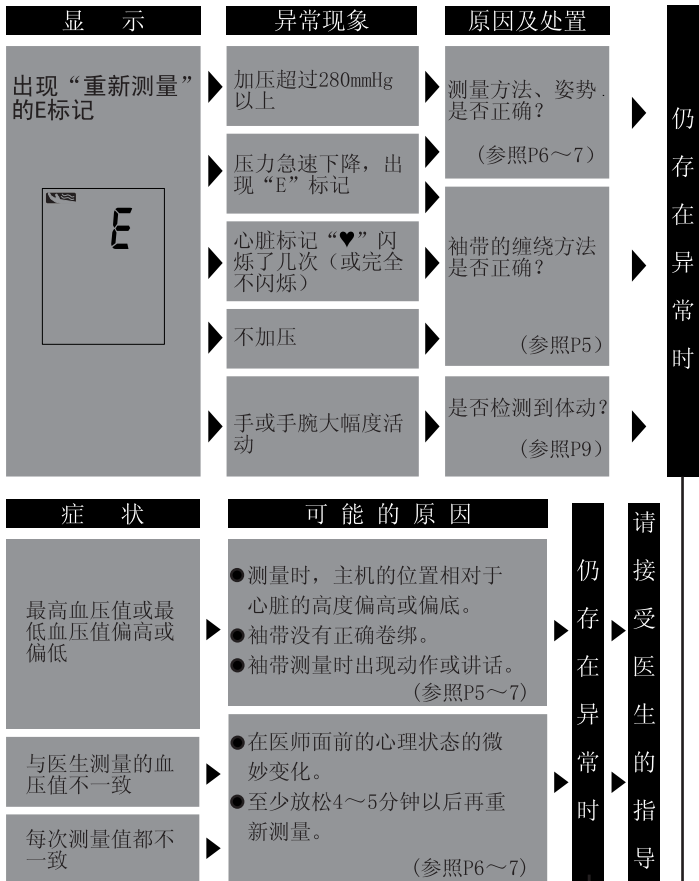 显 示
异常现象
原因及处置
出现“重新测量”
的E标记
E
加压超过280mmHg
以上
压力急速下降，出
现“E”标记
心脏标记“♥”闪
烁了几次（或完全
不闪烁）
不加压
手或手腕大幅度活
动
测量方法、姿势.
是否正确？
(参照P6～7)
袖带的缠绕方法
是否正确？
(参照P5)
是否检测到体动？
(参照P9)
仍存在异常时
症 状
可能的原因
最高血压值或最
低血压值偏高或
偏低
●测量时，主机的位置相对于
心脏的高度偏高或偏底。
●袖带没有正确卷绑。
●袖带测量时出现动作或讲话。
(参照P5～7)
与医生测量的血
压值不一致
每次测量值都不
一致
●在医师面前的心理状态的微
妙变化。
●至少放松4～5分钟以后再重
新测量。
(参照P6～7)
仍存在异常时
请接受医生的指导